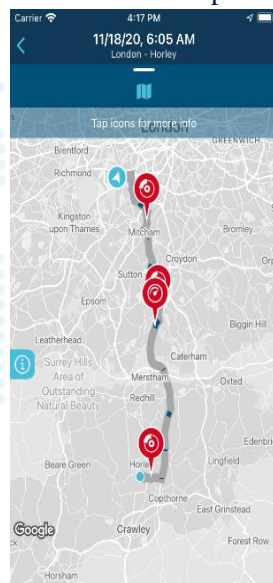 Carrier 4:17 PM
11/18/20, 6:05 AM
London - Horley
Tap icons for more info
London
GREENWICH
Brentford
Richmond
Kingston
upon Thames
Mitcham
Bromley
Croydon
Sutton
Epsom
Biggin Hill
Leatherhead
Caterham
Surrey Hills
Area of
Outstanding
Natural Beauty
Merstham
Oxted
Redhill
Beare Green
Horley
Lingfield
Edenbri
Copthorne
East Grinstead
Google
Crawley
Forest Row
Horsham